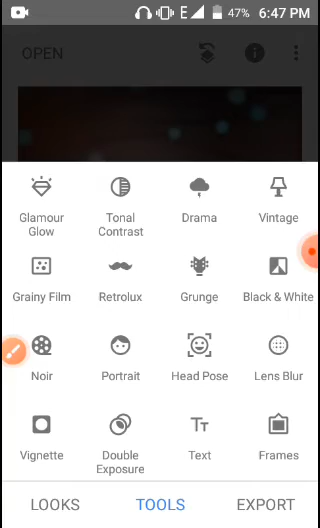 E 47% 6:47 PM
OPEN
Glamour Glow
Tonal Contrast
Drama
Vintage
Grainy Film
Retrolux
Grunge
Black & White
Noir
Portrait
Head Pose
Lens Blur
Vignette
Double Exposure
Text
Frames
LOOKS
TOOLS
EXPORT